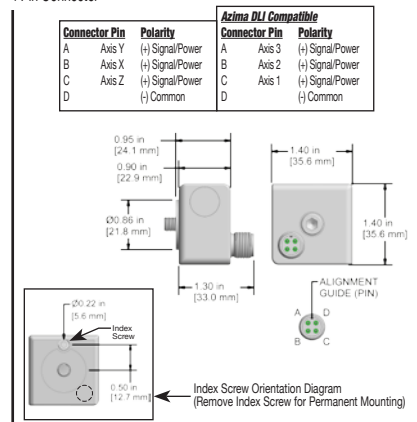 Azima DLI Compatible
Connector Pin Polarity Connector Pin Polarity
A Axis Y (+) Signal/Power A Axis 3 (+) Signal/Power
B Axis X (+) Signal/Power B Axis 2 (+) Signal/Power
C Axis Z (+) Signal/Power C Axis 1 (+) Signal/Power
D (-) Common D (-) Common
0.95 in
[24.1 mm]
0.90 in
[22.9 mm]
Ø0.86 in
[21.8 mm]
1.30 in
[33.0 mm]
1.40 in
[35.6 mm]
1.40 in
[35.6 mm]
ALIGNMENT
GUIDE (PIN)
A D
B C
Ø0.22 in
[5.6 mm]
Index
Screw
0.50 in
[12.7 mm]
Index Screw Orientation Diagram
(Remove Index Screw for Permanent Mounting)